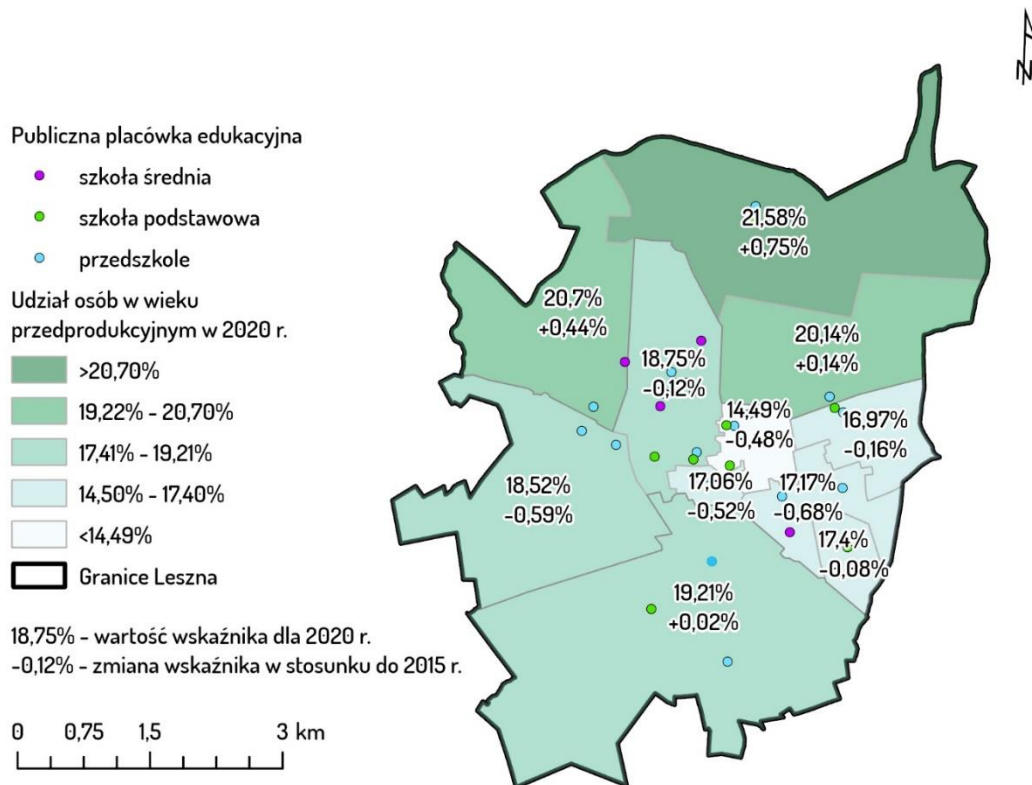 N
Publiczna placówka edukacyjna
szkoła średnia
szkoła podstawowa
przedszkole
Udział osób w wieku
przedprodukcyjnym w 2020 r.
>20,70%
19,22% - 20,70%
17,41% - 19,21%
14,50% - 17,40%
<14,49%
Granice Leszna
18,75% - wartość wskaźnika dla 2020 r.
-0,12% - zmiana wskaźnika w stosunku do 2015 r.
0 0,75 1,5 3 km
21,58%
+0,75%
20,7%
+0,44%
20,14%
+0,14%
18,75%
-0,12%
14,49%
-0,48%
16,97%
-0,16%
18,52%
-0,59%
17,06%
-0,52%
17,17%
-0,68%
17,4%
-0,08%
19,21%
+0,02%